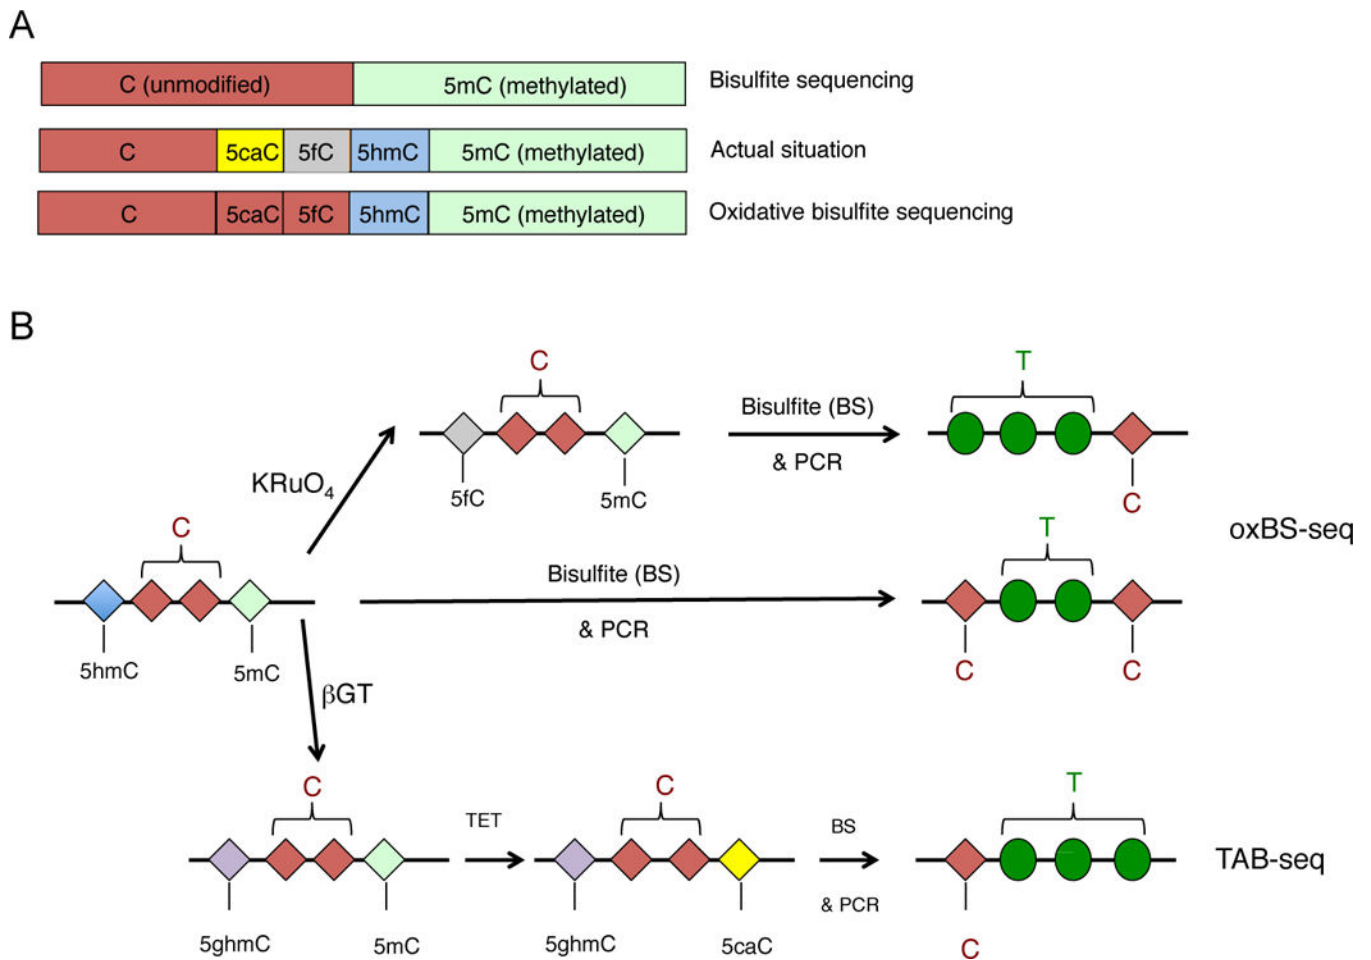 A
C (unmodified) 5mC (methylated) Bisulfite sequencing
C 5caC 5fC 5hmC 5mC (methylated) Actual situation
C 5caC 5fC 5hmC 5mC (methylated) Oxidative bisulfite sequencing
B
C
KRuO₄
5fC 5mC
Bisulfite (BS)
& PCR
T
C
oxBS-seq
C
5hmC 5mC
Bisulfite (BS)
& PCR
T
C C
βGT
C
5ghmC 5mC
TET
C
5ghmC 5caC
BS
& PCR
T
C
TAB-seq